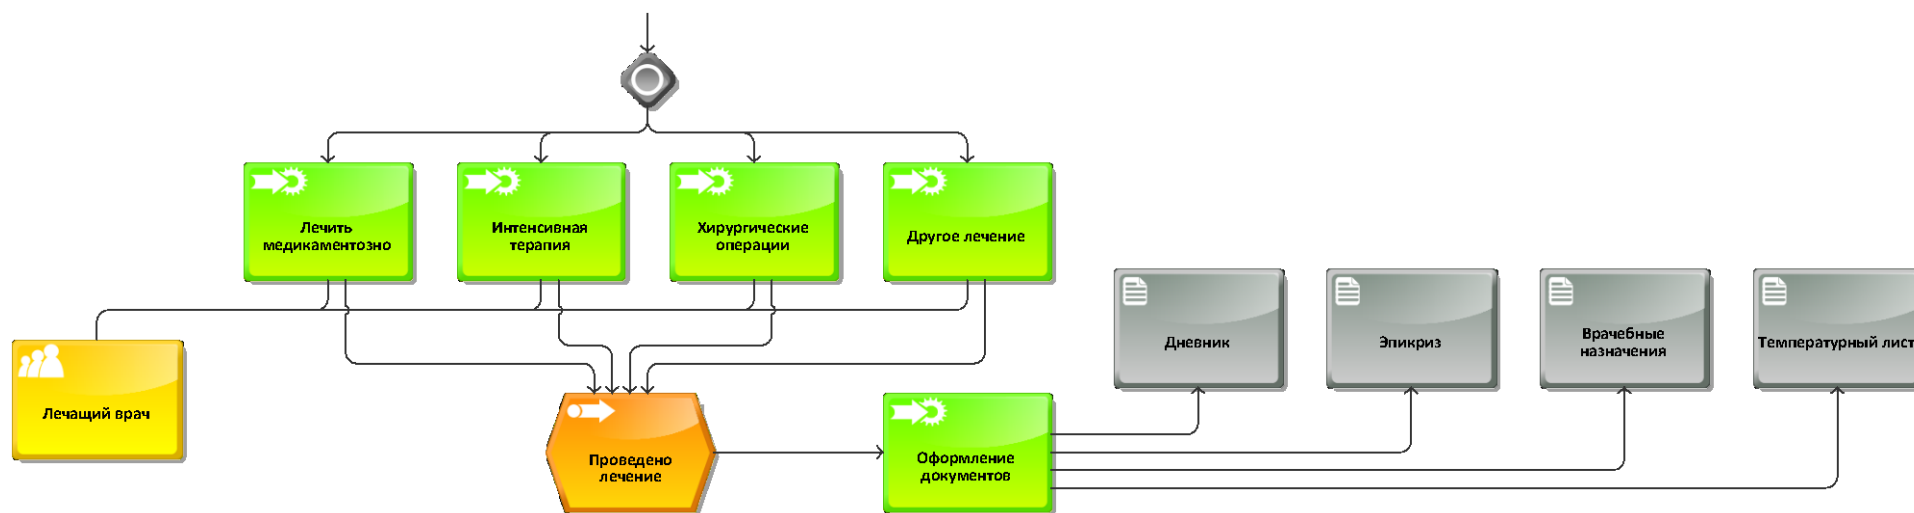 Лечить
медикаментозно
Интенсивная
терапия
Хирургические
операции
Другое лечение
Дневник
Эпикриз
Врачебные
назначения
Температурный лист
Лечащий врач
Проведено
лечение
Оформление
документов